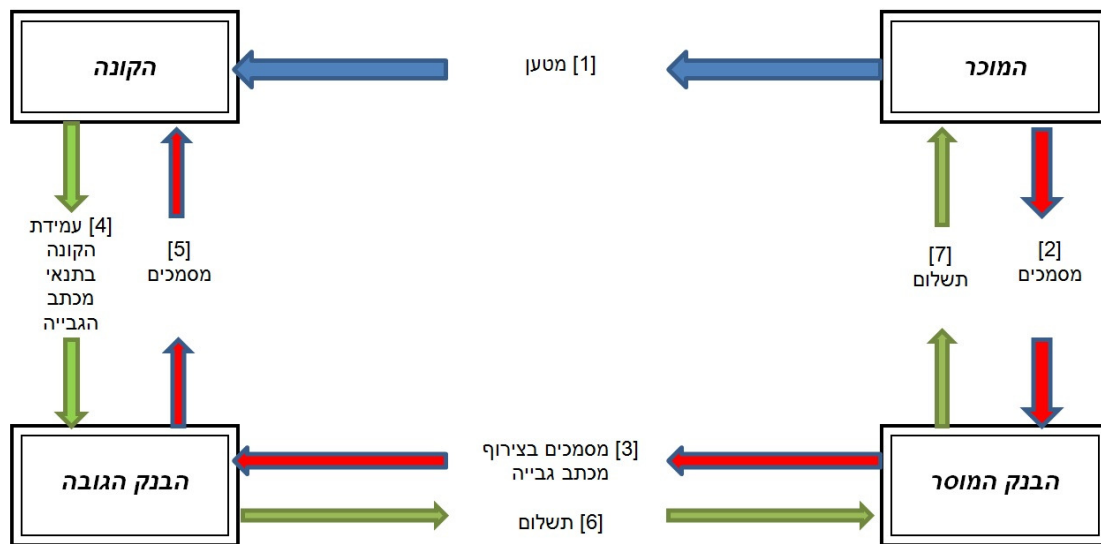 המוכר
[1] מטען
הקונה
[2]
מסמכים
[7]
תשלום
[5]
מסמכים
[4] עמידת
הקונה
בתנאי
מכתב
הגבייה
הבנק המוסר
[3] מסמכים בצירוף
מכתב גבייה
[6] תשלום
הבנק הגובה